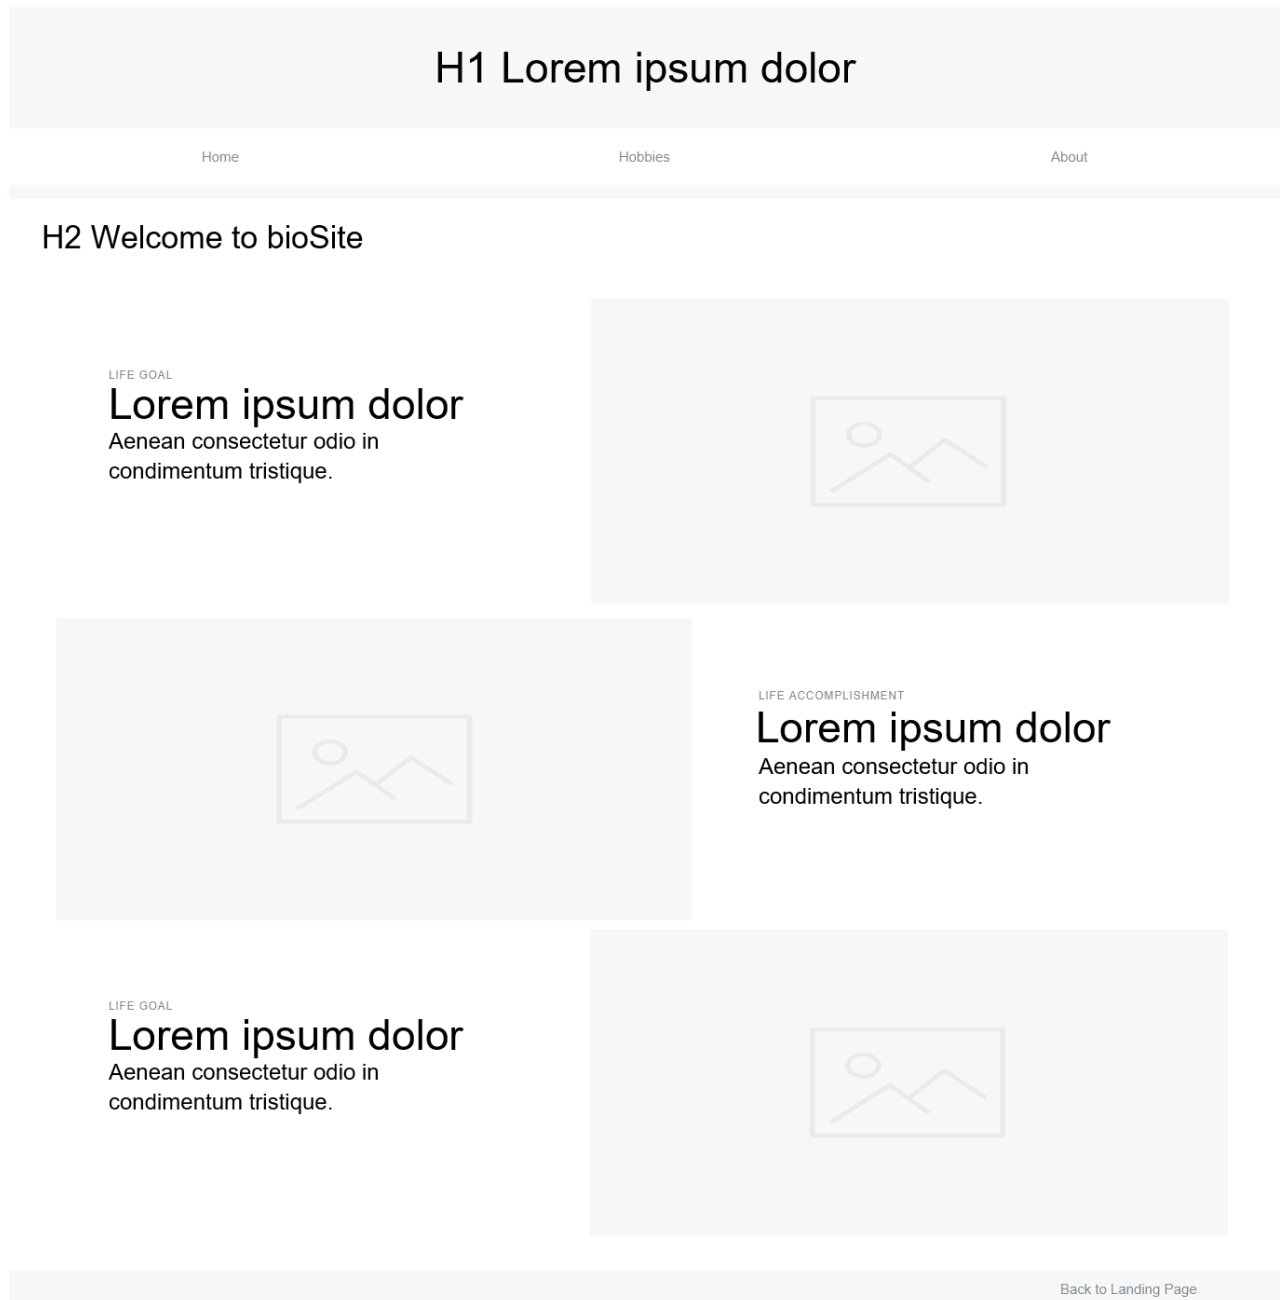 H1 Lorem ipsum dolor
Home
Hobbies
About
H2 Welcome to bioSite
LIFE GOAL
Lorem ipsum dolor
Aenean consectetur odio in
condimentum tristique.
LIFE ACCOMPLISHMENT
Lorem ipsum dolor
Aenean consectetur odio in
condimentum tristique.
LIFE GOAL
Lorem ipsum dolor
Aenean consectetur odio in
condimentum tristique.
Back to Landing Page